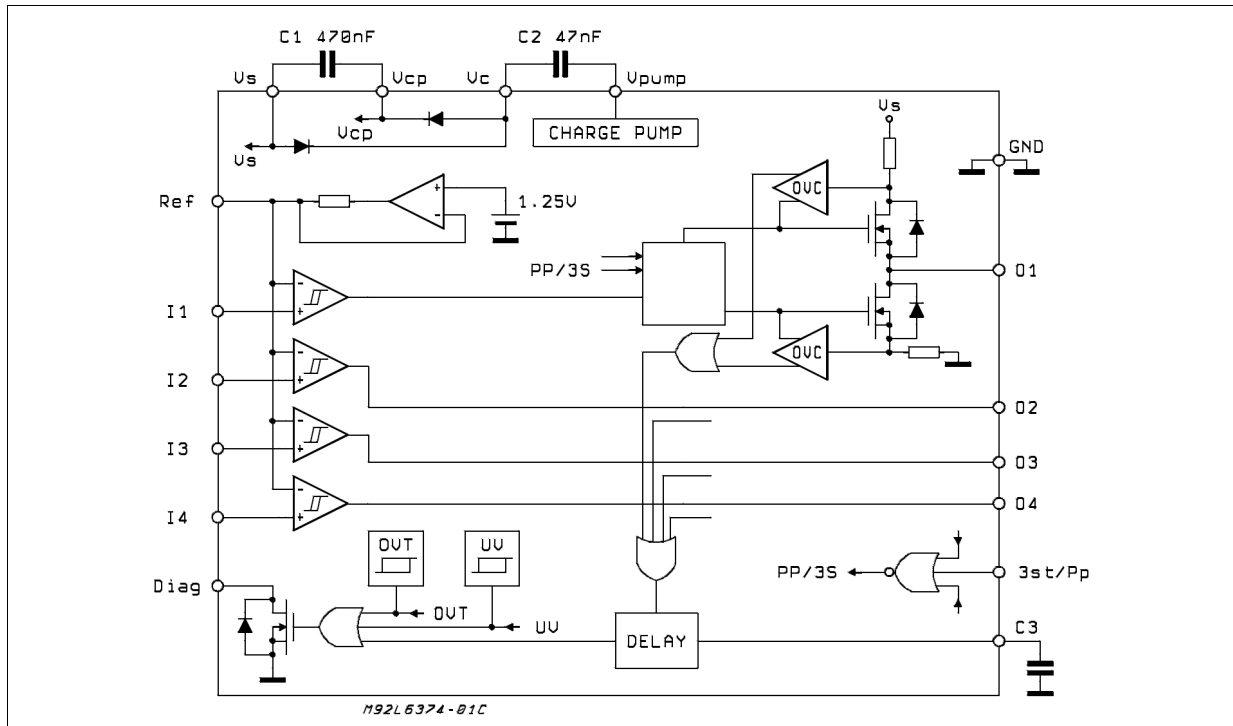 C1 470nF
C2 47nF
Vs
Vcp
Vc
Vpump
Vcp
Vs
CHARGE PUMP
Vs
GND
Ref
1.25V
OVC
PP/3S
O1
I1
OVC
I2
O2
I3
O3
I4
O4
OVT
UV
Diag
PP/3S
3st/Pp
OVT
UV
DELAY
C3
M92L6374-01C